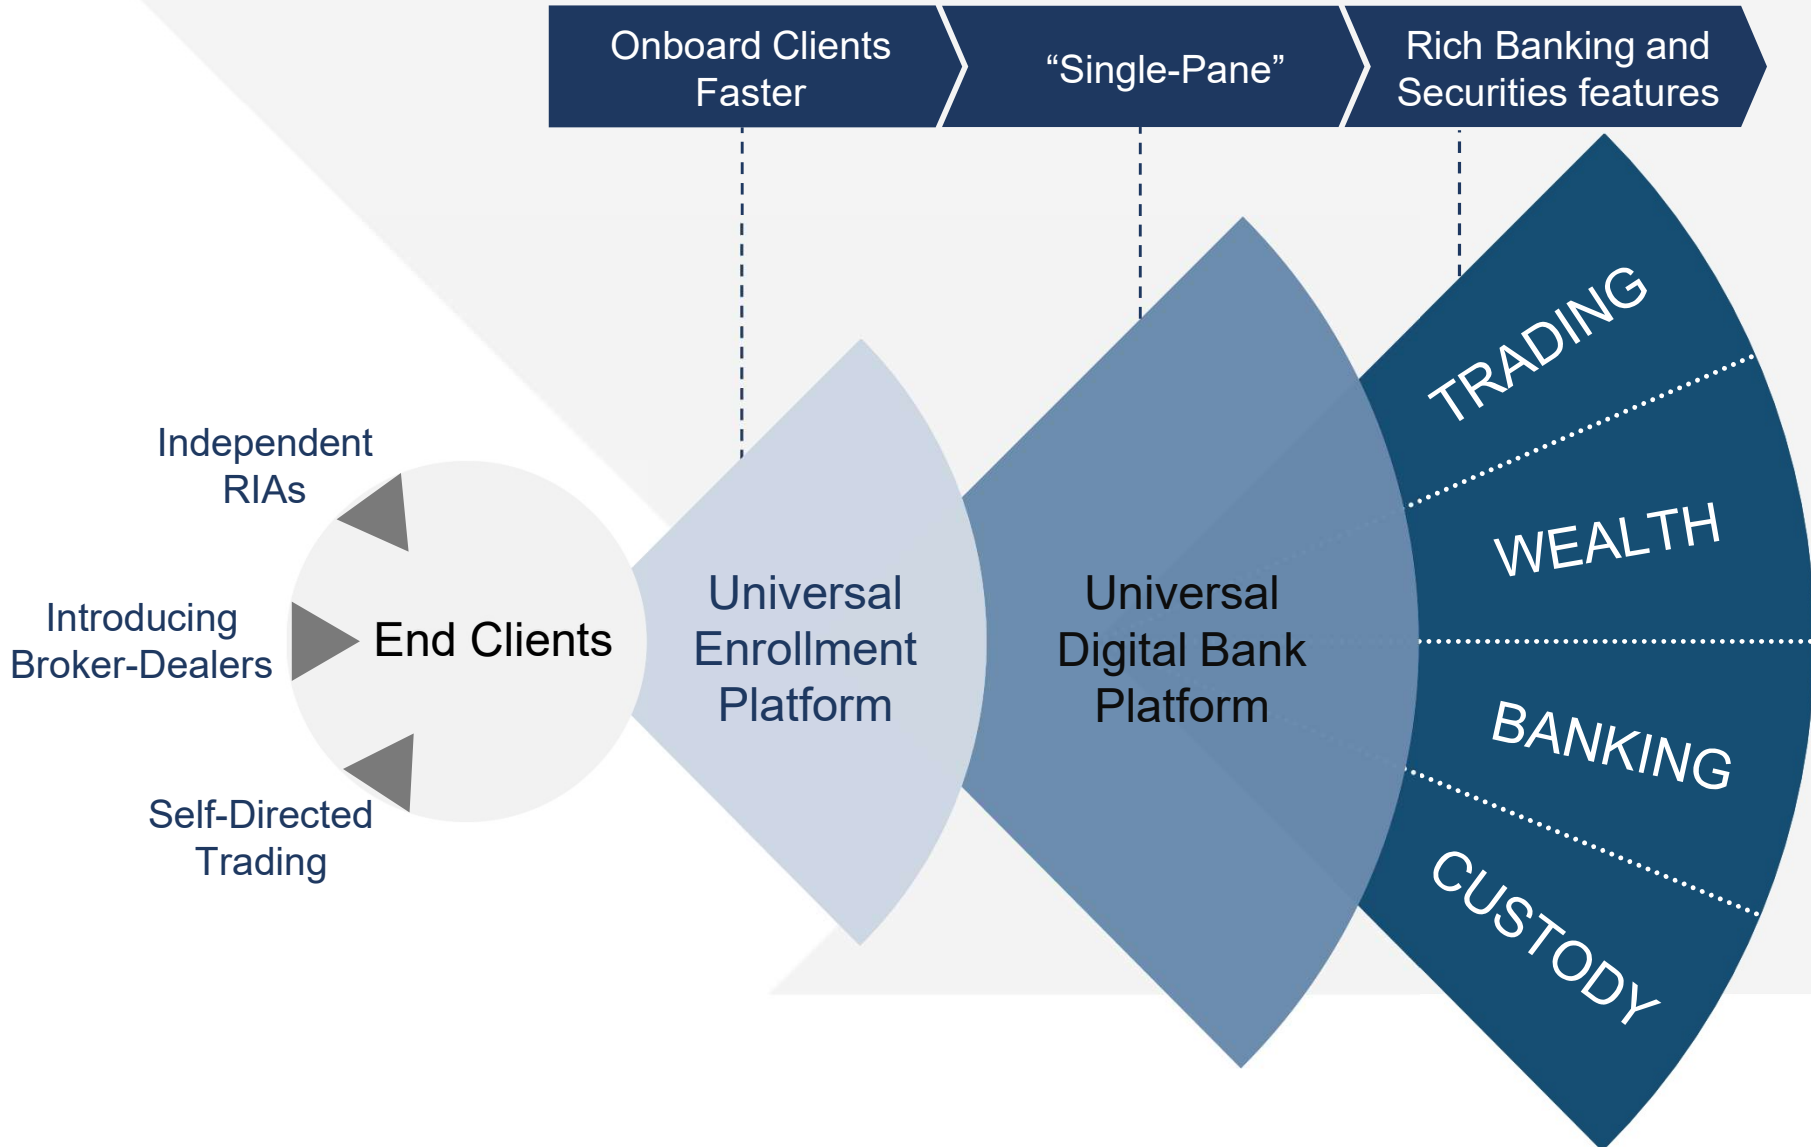 Onboard Clients
Faster
“Single-Pane”
Rich Banking and
Securities features
Independent
RIAs
Introducing
Broker-Dealers
Self-Directed
Trading
End Clients
Universal
Enrollment
Platform
Universal
Digital Bank
Platform
TRADING
WEALTH
BANKING
CUSTODY